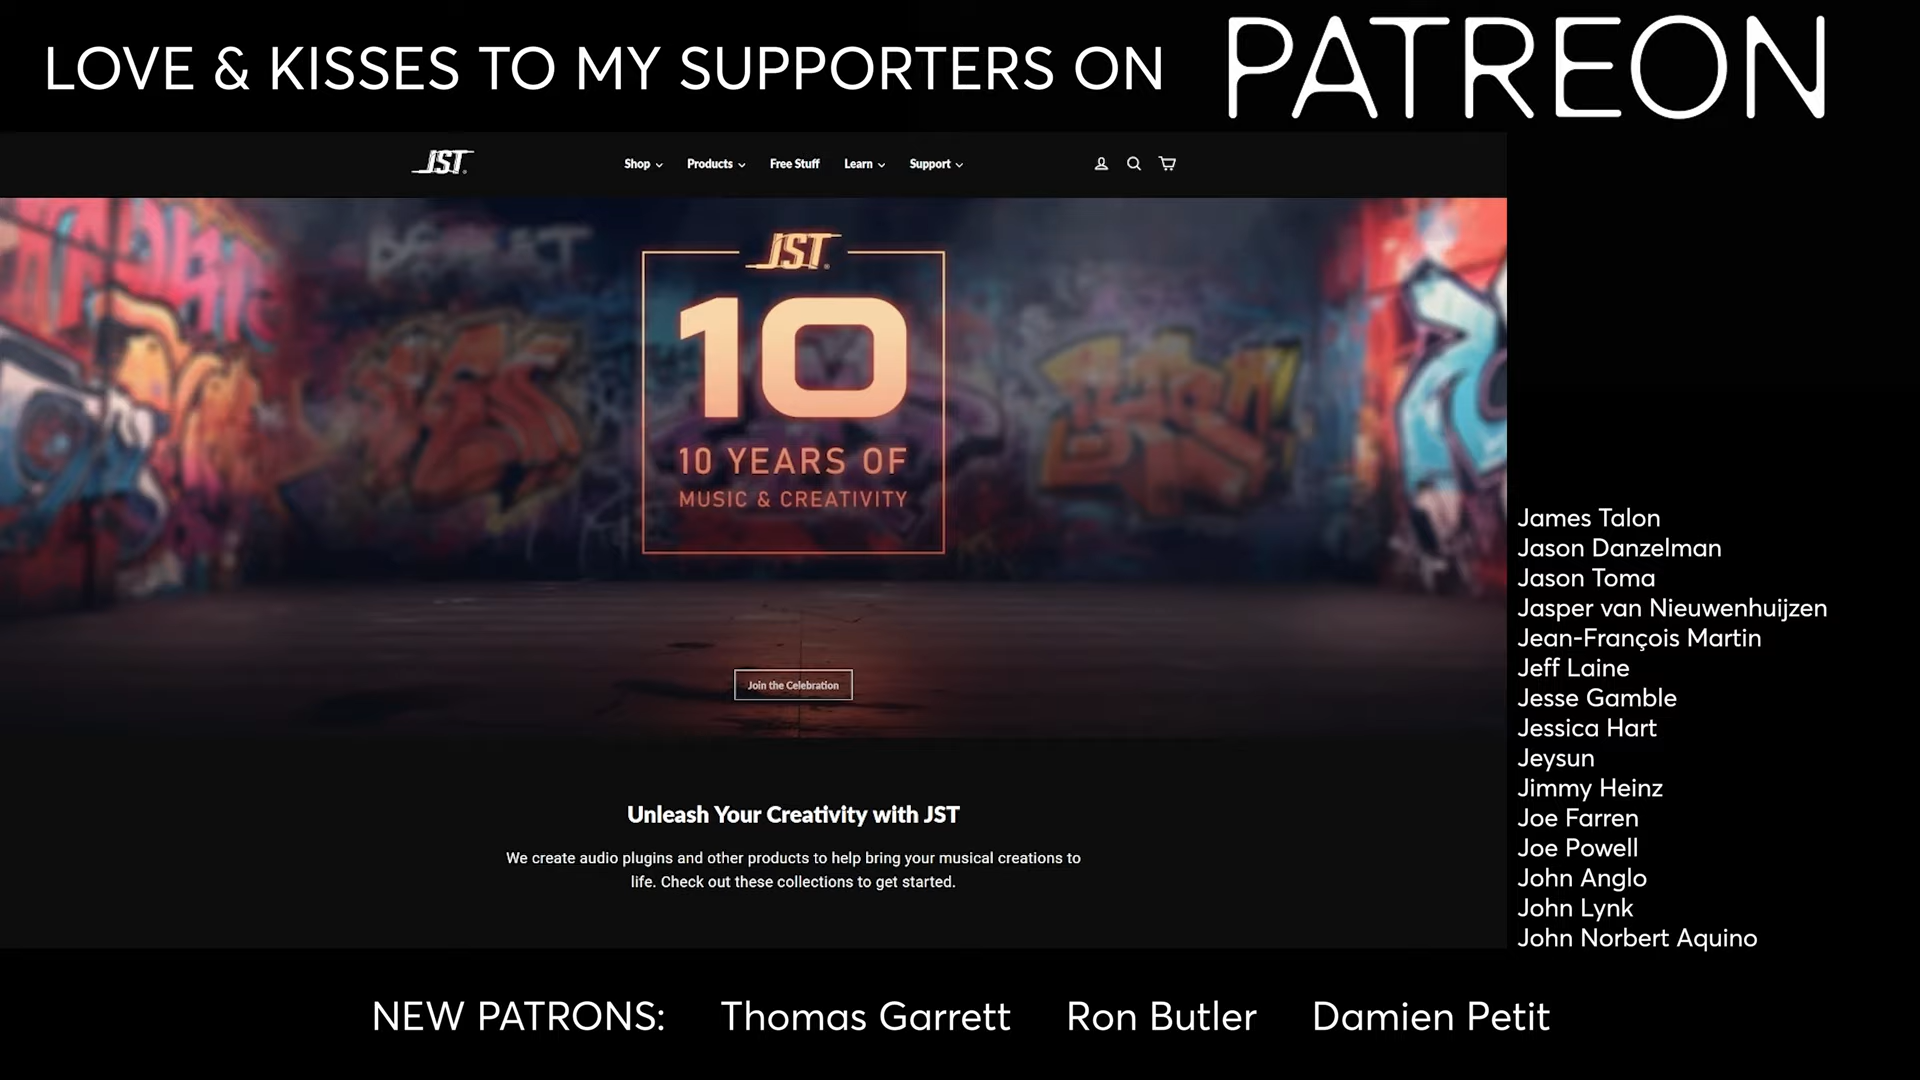 LOVE & KISSES TO MY SUPPORTERS ON PATREON
JST
Shop Products Free Stuff Learn Support
JST
10
10 YEARS OF
MUSIC & CREATIVITY
Join the Celebration
Unleash Your Creativity with JST
We create audio plugins and other products to help bring your musical creations to
life. Check out these collections to get started.
James Talon
Jason Danzelman
Jason Toma
Jasper van Nieuwenhuijzen
Jean-François Martin
Jeff Laine
Jesse Gamble
Jessica Hart
Jeysun
Jimmy Heinz
Joe Farren
Joe Powell
John Anglo
John Lynk
John Norbert Aquino
NEW PATRONS: Thomas Garrett Ron Butler Damien Petit